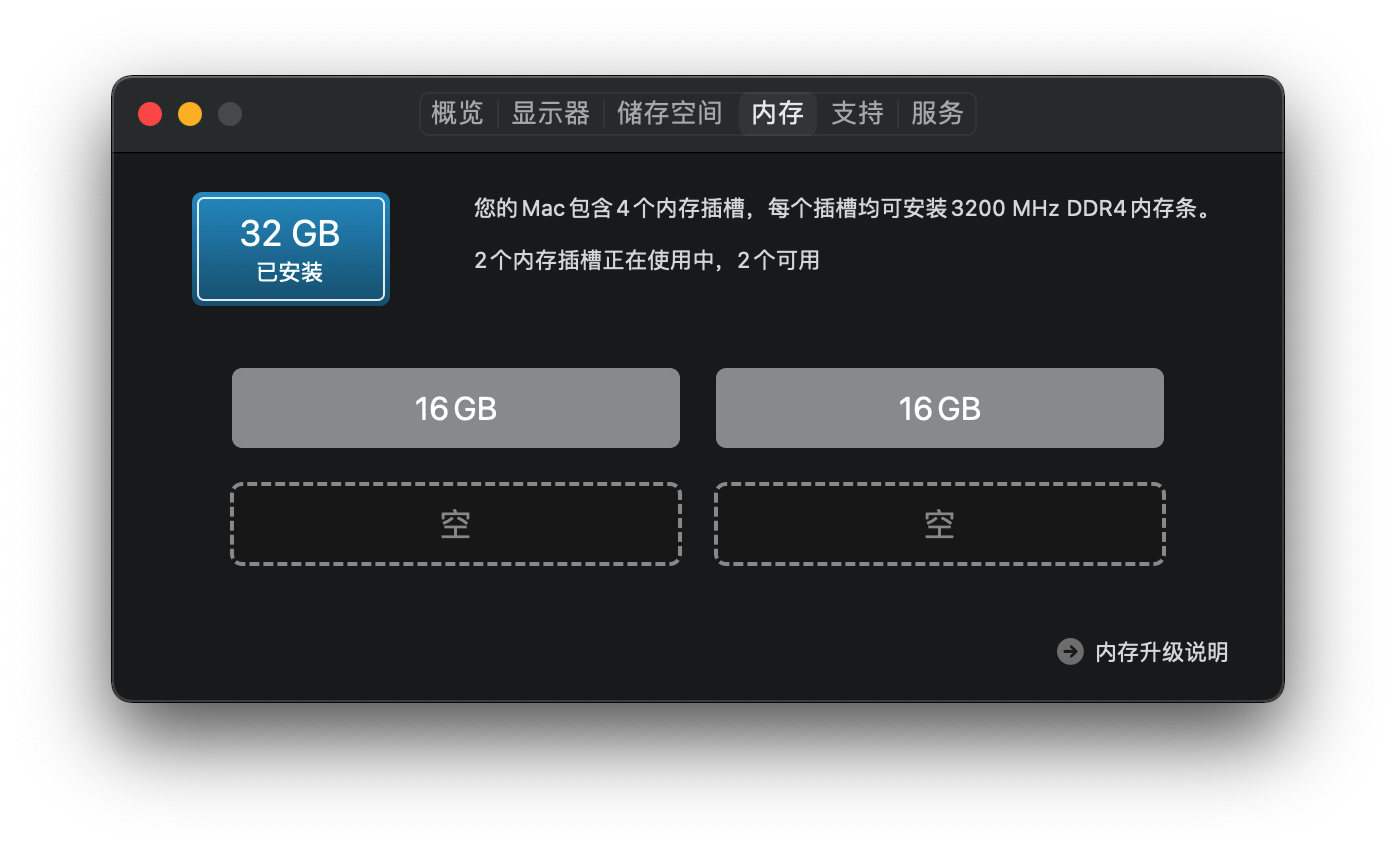 概览 显示器 储存空间 内存 支持 服务
32 GB
已安装
您的 Mac 包含 4 个内存插槽，每个插槽均可安装 3200 MHz DDR4 内存条。
2 个内存插槽正在使用中，2 个可用
16 GB 16 GB
空 空
内存升级说明